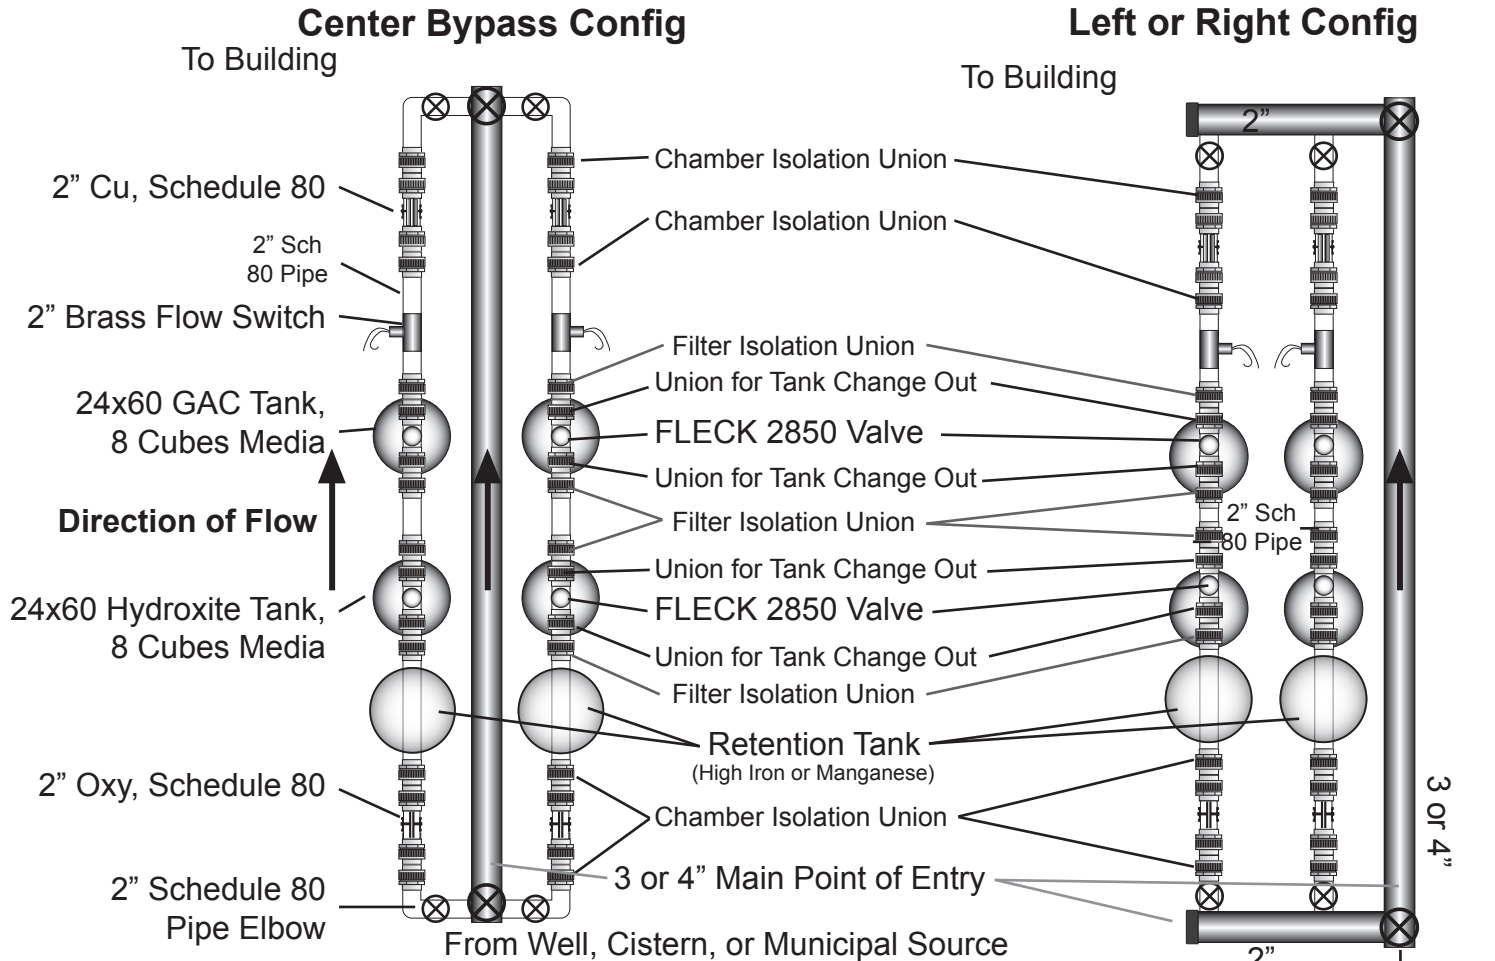 Center Bypass Config
Left or Right Config
To Building
To Building
2”
Chamber Isolation Union
2” Cu, Schedule 80
Chamber Isolation Union
2” Sch
80 Pipe
2” Brass Flow Switch
Filter Isolation Union
Union for Tank Change Out
24x60 GAC Tank,
8 Cubes Media
FLECK 2850 Valve
Union for Tank Change Out
Direction of Flow
Filter Isolation Union
2” Sch
80 Pipe
Union for Tank Change Out
24x60 Hydroxite Tank,
8 Cubes Media
FLECK 2850 Valve
Union for Tank Change Out
Filter Isolation Union
Retention Tank
(High Iron or Manganese)
2” Oxy, Schedule 80
Chamber Isolation Union
3 or 4”
3 or 4” Main Point of Entry
2” Schedule 80
Pipe Elbow
From Well, Cistern, or Municipal Source
2”